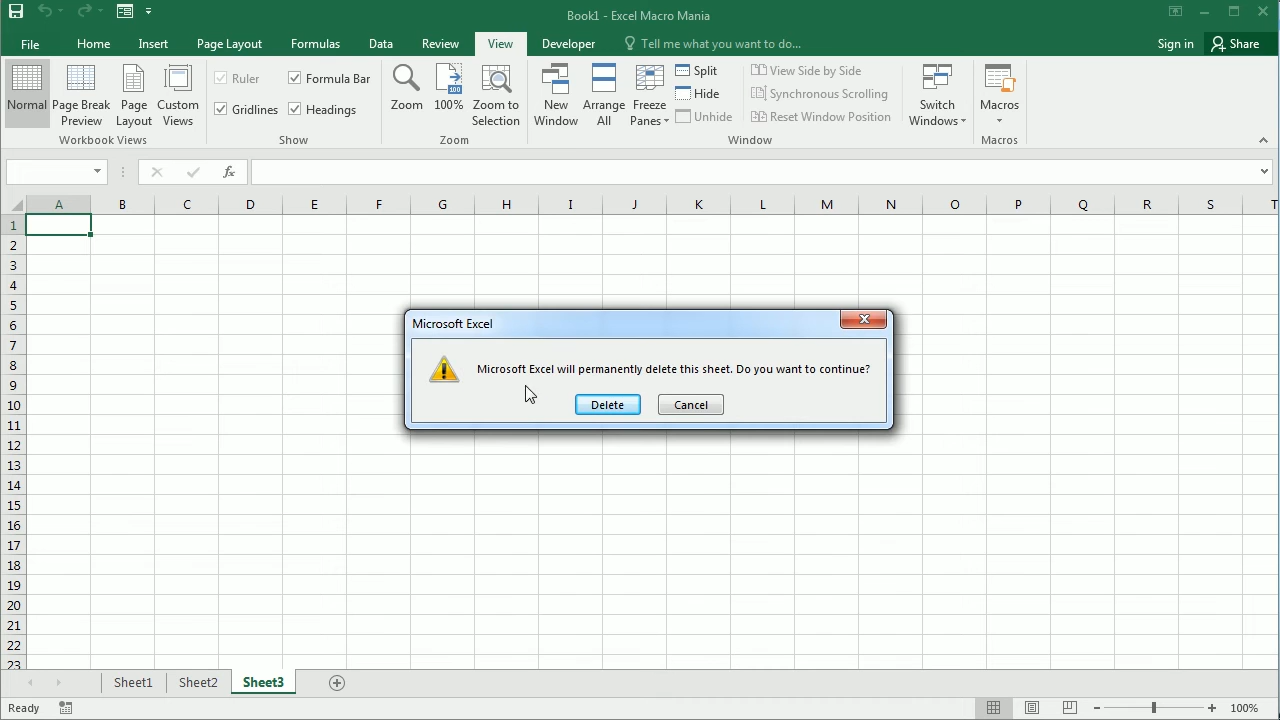 Book1 - Excel Macro Mania
File Home Insert Page Layout Formulas Data Review View Developer Tell me what you want to do... Sign in Share
Normal Page Break Preview Page Layout Custom Views
Workbook Views
Ruler Formula Bar
Gridlines Headings
Show
Zoom 100% Zoom to Selection
Zoom
New Window Arrange All Freeze Panes
Split
Hide
Unhide
View Side by Side
Synchronous Scrolling
Reset Window Position
Switch Windows
Window
Macros
Macros
fx
A B C D E F G H I J K L M N O P Q R S T
1
2
3
4
5
6
7
8
9
10
11
12
13
14
15
16
17
18
19
20
21
22
23
Microsoft Excel
Microsoft Excel will permanently delete this sheet. Do you want to continue?
Delete Cancel
Sheet1 Sheet2 Sheet3
Ready 100%